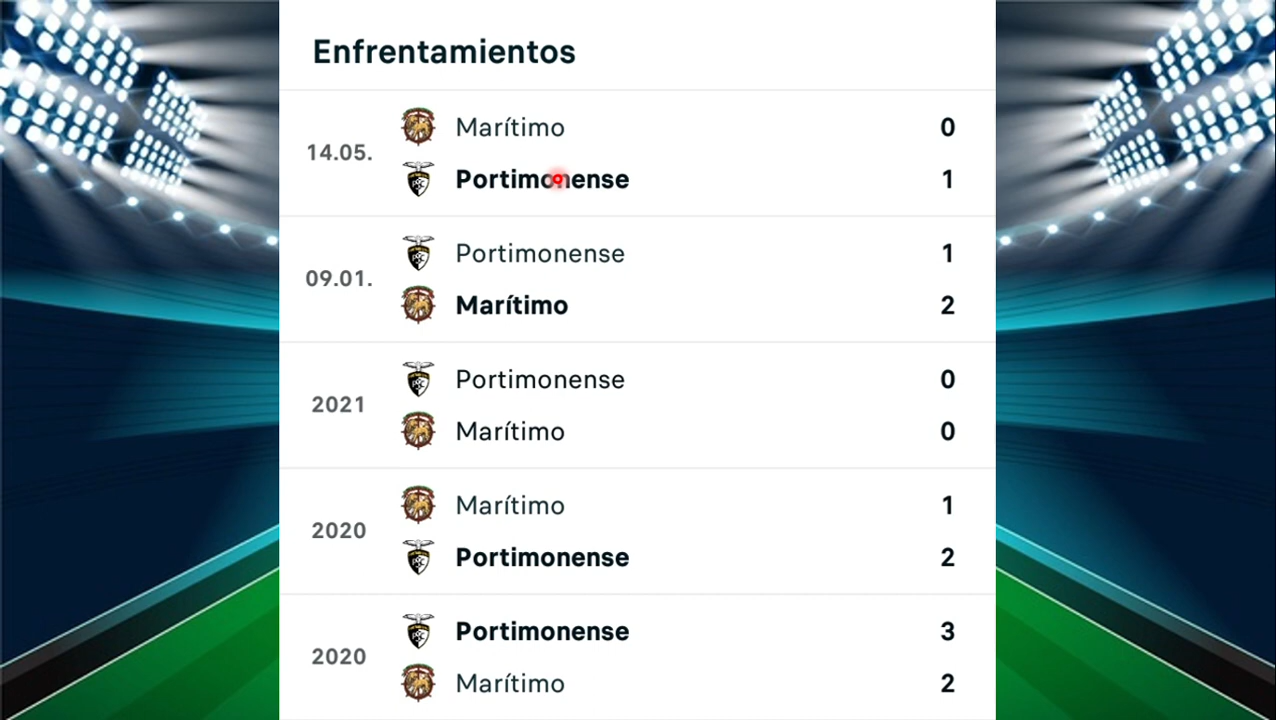 Enfrentamientos
14.05.
Marítimo 0
Portimonense 1
09.01.
Portimonense 1
Marítimo 2
2021
Portimonense 0
Marítimo 0
2020
Marítimo 1
Portimonense 2
2020
Portimonense 3
Marítimo 2